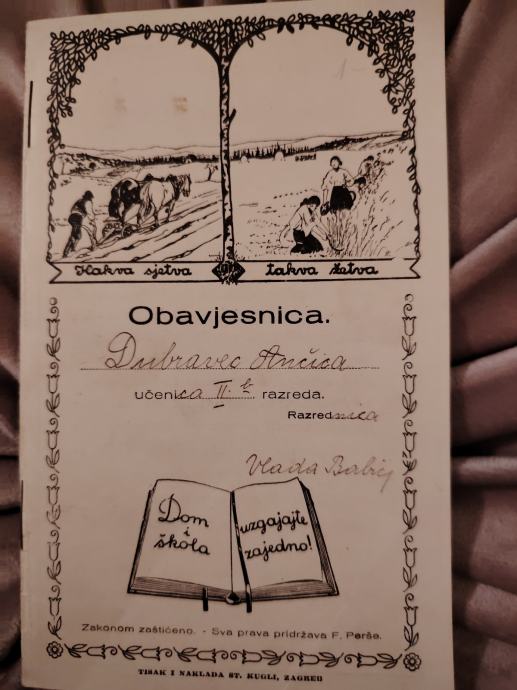 Kakva sjetva takva žetva
Obavjesnica.
Dubravec Ančica
učenica II. b razreda.
Razrednica
Vlada Babić
Dom
i
škola
uzgajajte
zajedno!
Zakonom zaštićeno. - Sva prava pridržava F. Perše.
TISAK I NAKLADA ST. KUGLI, ZAGREB